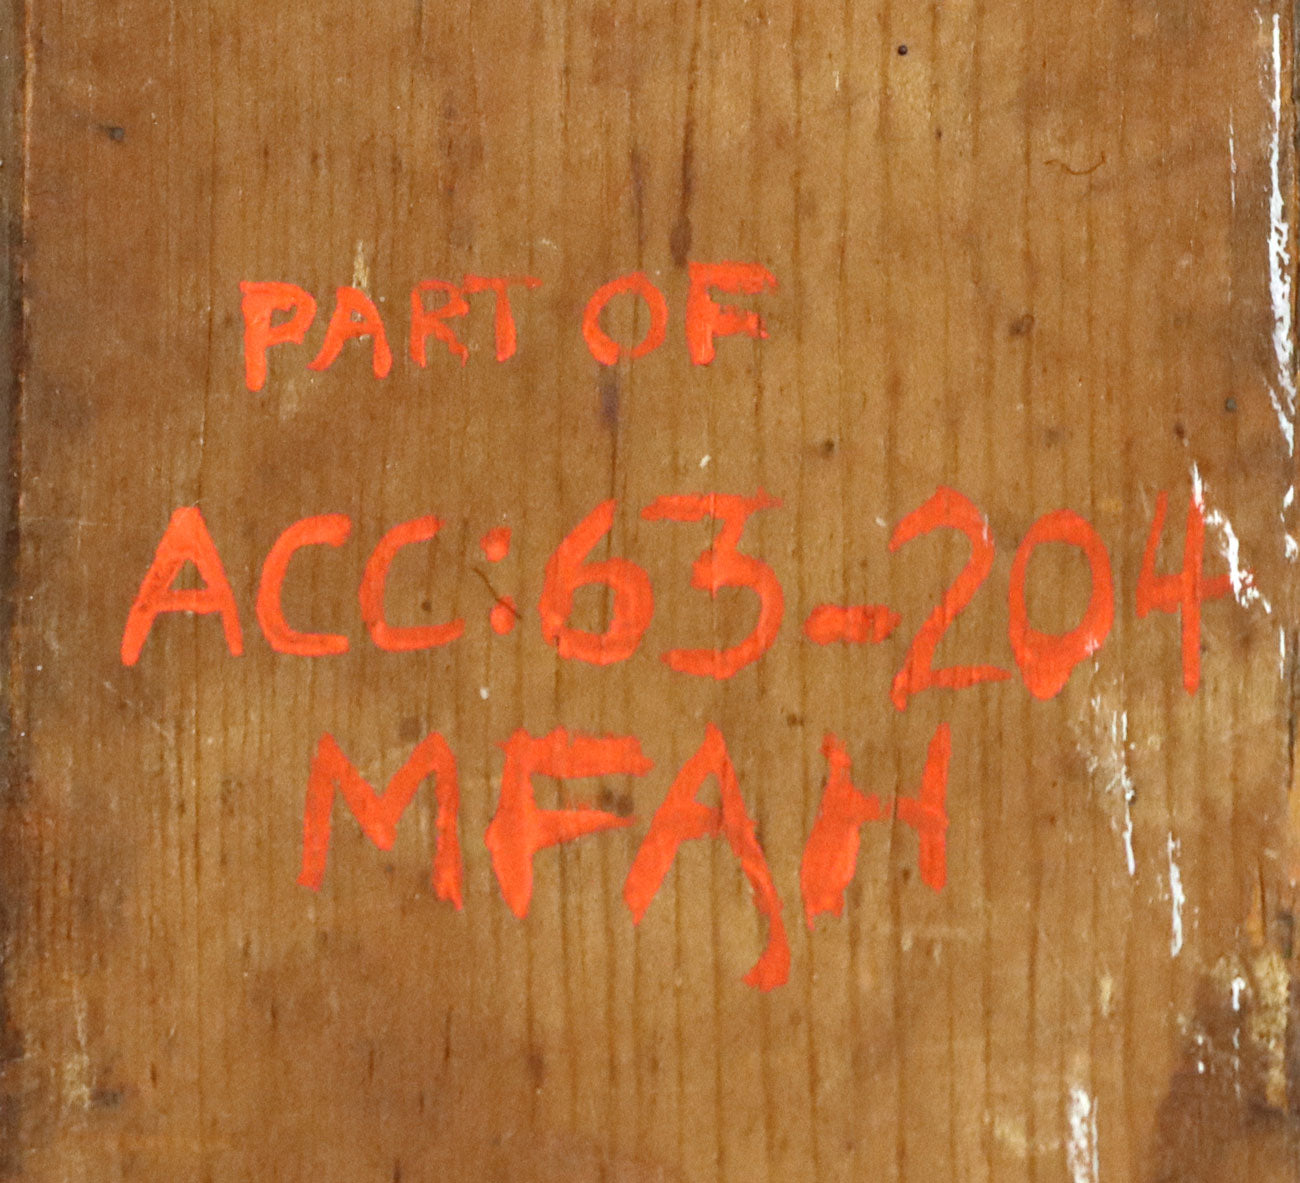 PART OF
ACC:63-204
MFAH